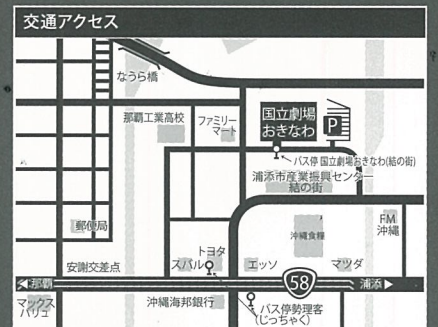 交通アクセス
なうら橋
那覇工業高校
ファミリー
マート
国立劇場
おきなわ
P
バス停 国立劇場おきなわ(結の街)
浦添市産業振興センター
結の街
郵便局
沖縄食糧
FM
沖縄
トヨタ
スバル
エッソ
マツダ
安謝交差点
◀那覇
58
浦添▶
マックス
バリュ
沖縄海邦銀行
バス停勢理客
(じっちゃく)